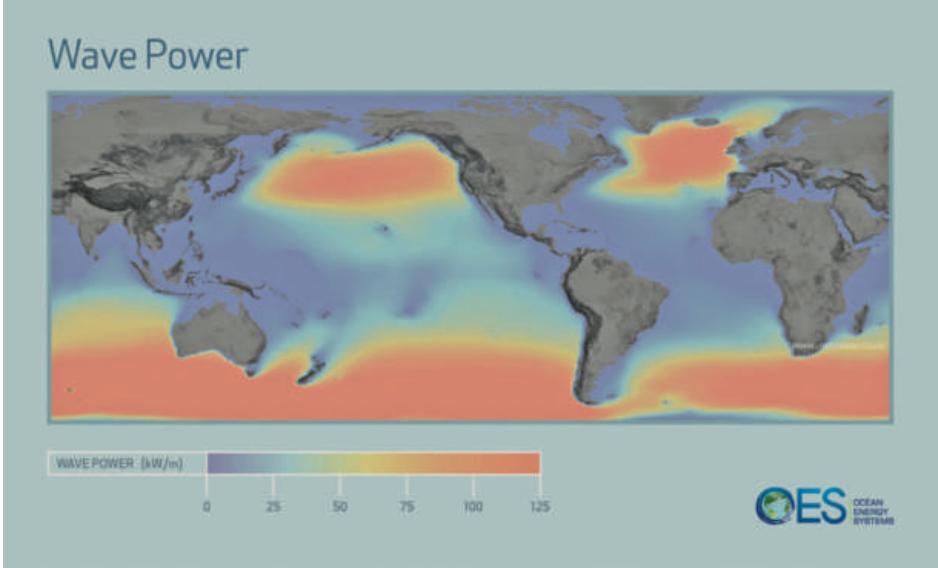 Wave Power
WAVE POWER (kW/m)
0 25 50 75 100 125
OES
OCEAN
ENERGY
SYSTEMS